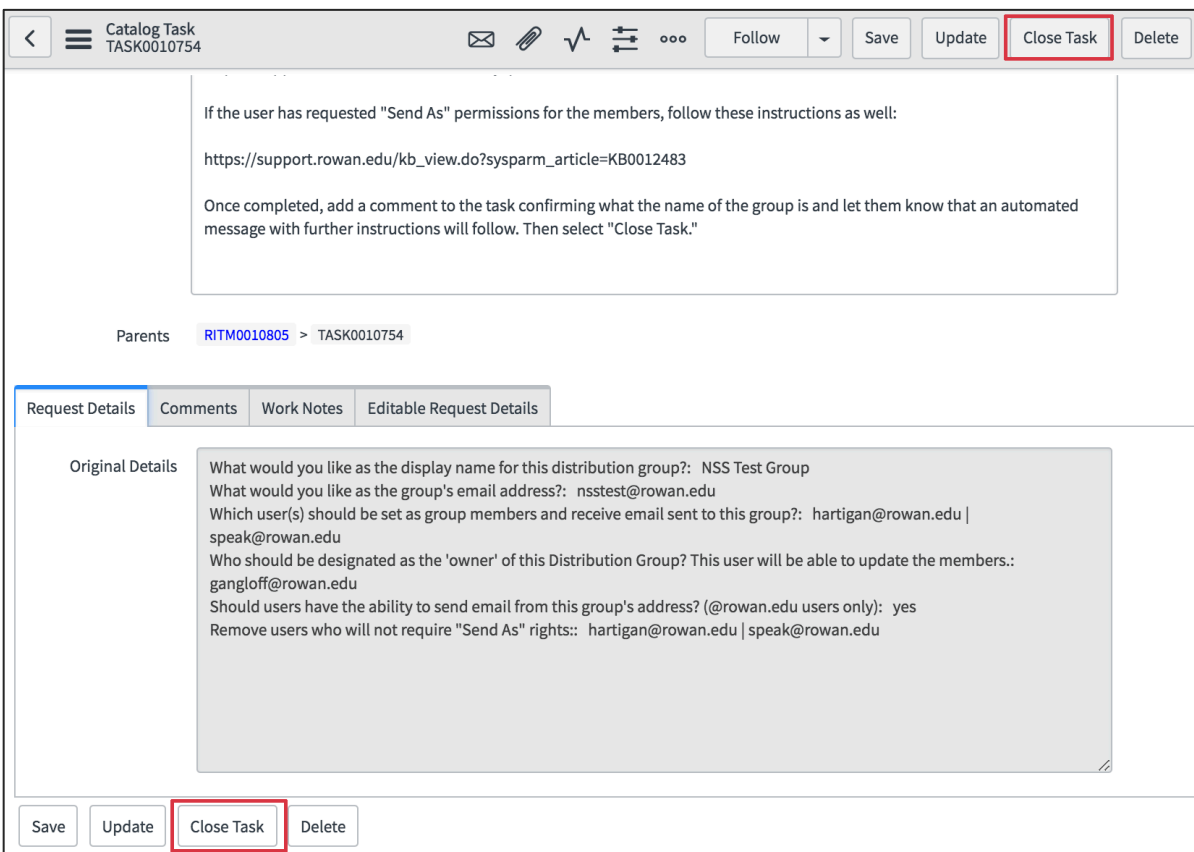 Catalog Task
TASK0010754
Follow
Save
Update
Close Task
Delete
If the user has requested "Send As" permissions for the members, follow these instructions as well:
https://support.rowan.edu/kb_view.do?sysparm_article=KB0012483
Once completed, add a comment to the task confirming what the name of the group is and let them know that an automated
message with further instructions will follow. Then select "Close Task."
Parents RITM0010805 > TASK0010754
Request Details Comments Work Notes Editable Request Details
Original Details
What would you like as the display name for this distribution group?: NSS Test Group
What would you like as the group's email address?: nsstest@rowan.edu
Which user(s) should be set as group members and receive email sent to this group?: hartigan@rowan.edu |
speak@rowan.edu
Who should be designated as the 'owner' of this Distribution Group? This user will be able to update the members.:
gangloff@rowan.edu
Should users have the ability to send email from this group's address? (@rowan.edu users only): yes
Remove users who will not require "Send As" rights:: hartigan@rowan.edu | speak@rowan.edu
Save Update Close Task Delete